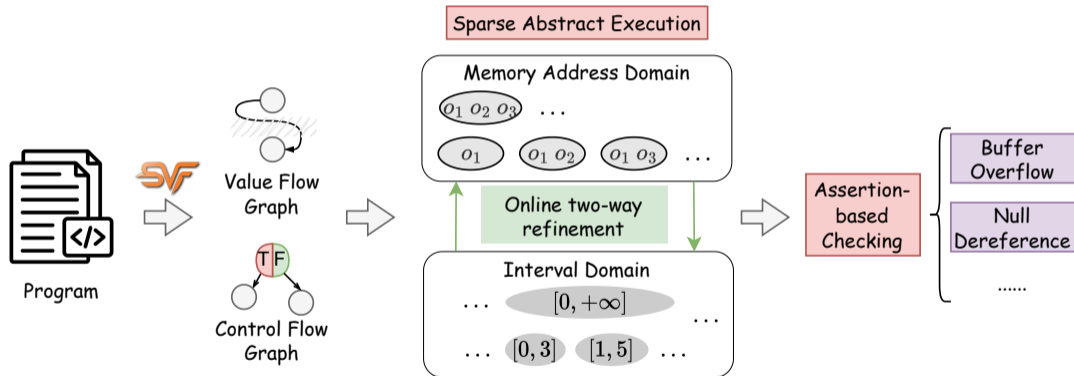 Sparse Abstract Execution
Memory Address Domain
o₁ o₂ o₃ ...
o₁ o₁ o₂ o₁ o₃ ...
Online two-way
refinement
Interval Domain
... [0, +∞] ...
... [0, 3] [1, 5] ...
</>
Program
SVF
Value Flow
Graph
T F
Control Flow
Graph
Assertion-
based
Checking
Buffer
Overflow
Null
Dereference
......